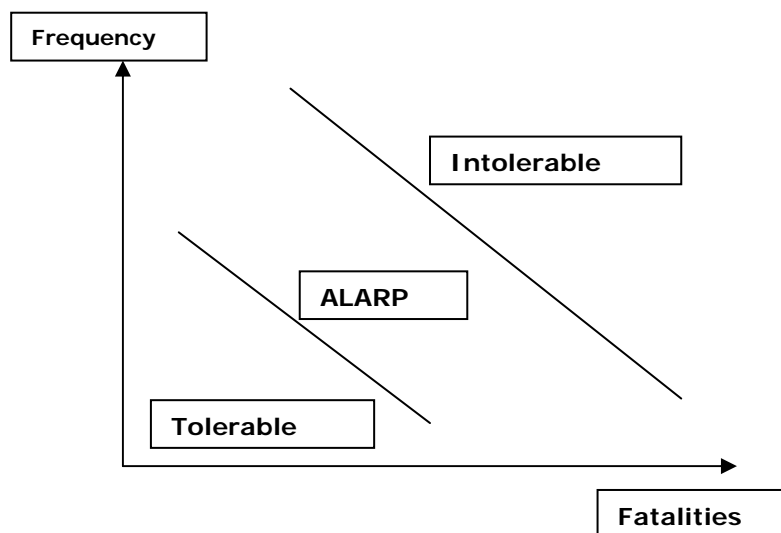 Frequency
Intolerable
ALARP
Tolerable
Fatalities